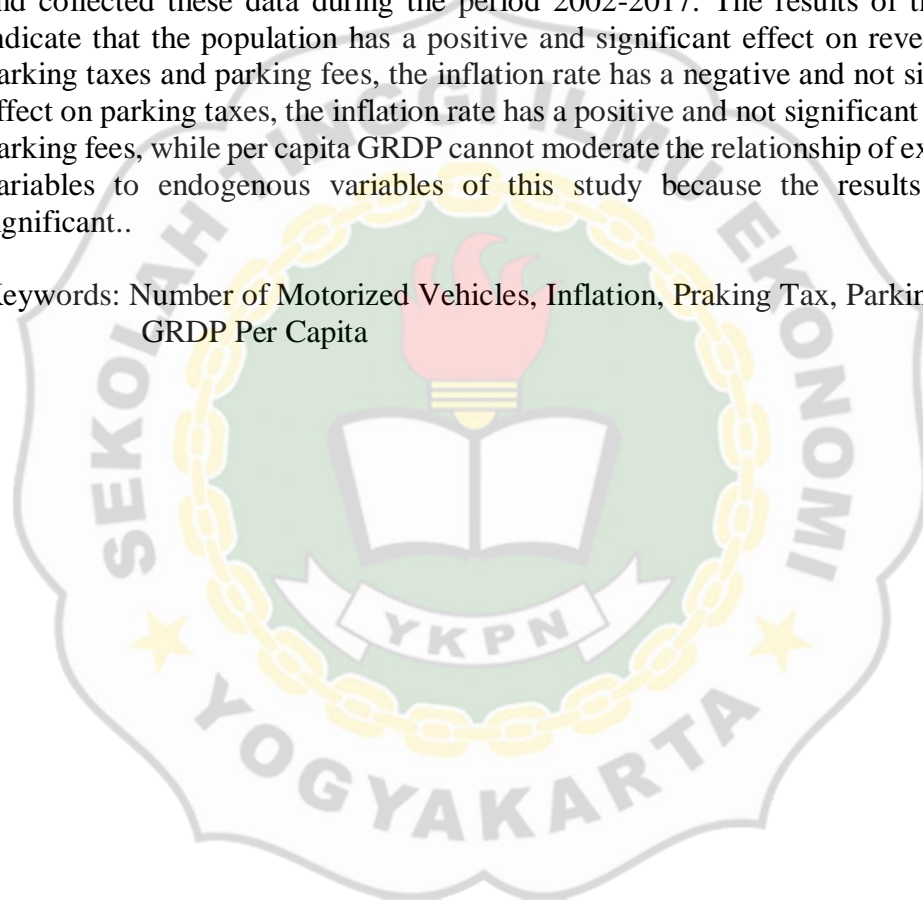 and collected these data during the period 2002-2017. The results of
indicate that the population has a positive and significant effect on
parking taxes and parking fees, the inflation rate has a negative and not
effect on parking taxes, the inflation rate has a positive and not significant
parking fees, while per capita GRDP cannot moderate the relationship of
variables to endogenous variables of this study because the results
significant..
Keywords: Number of Motorized Vehicles, Inflation, Praking Tax,
GRDP Per Capita
SEKOLAH TINGGI ILMU EKONOMI
YKPN
YOGYAKARTA